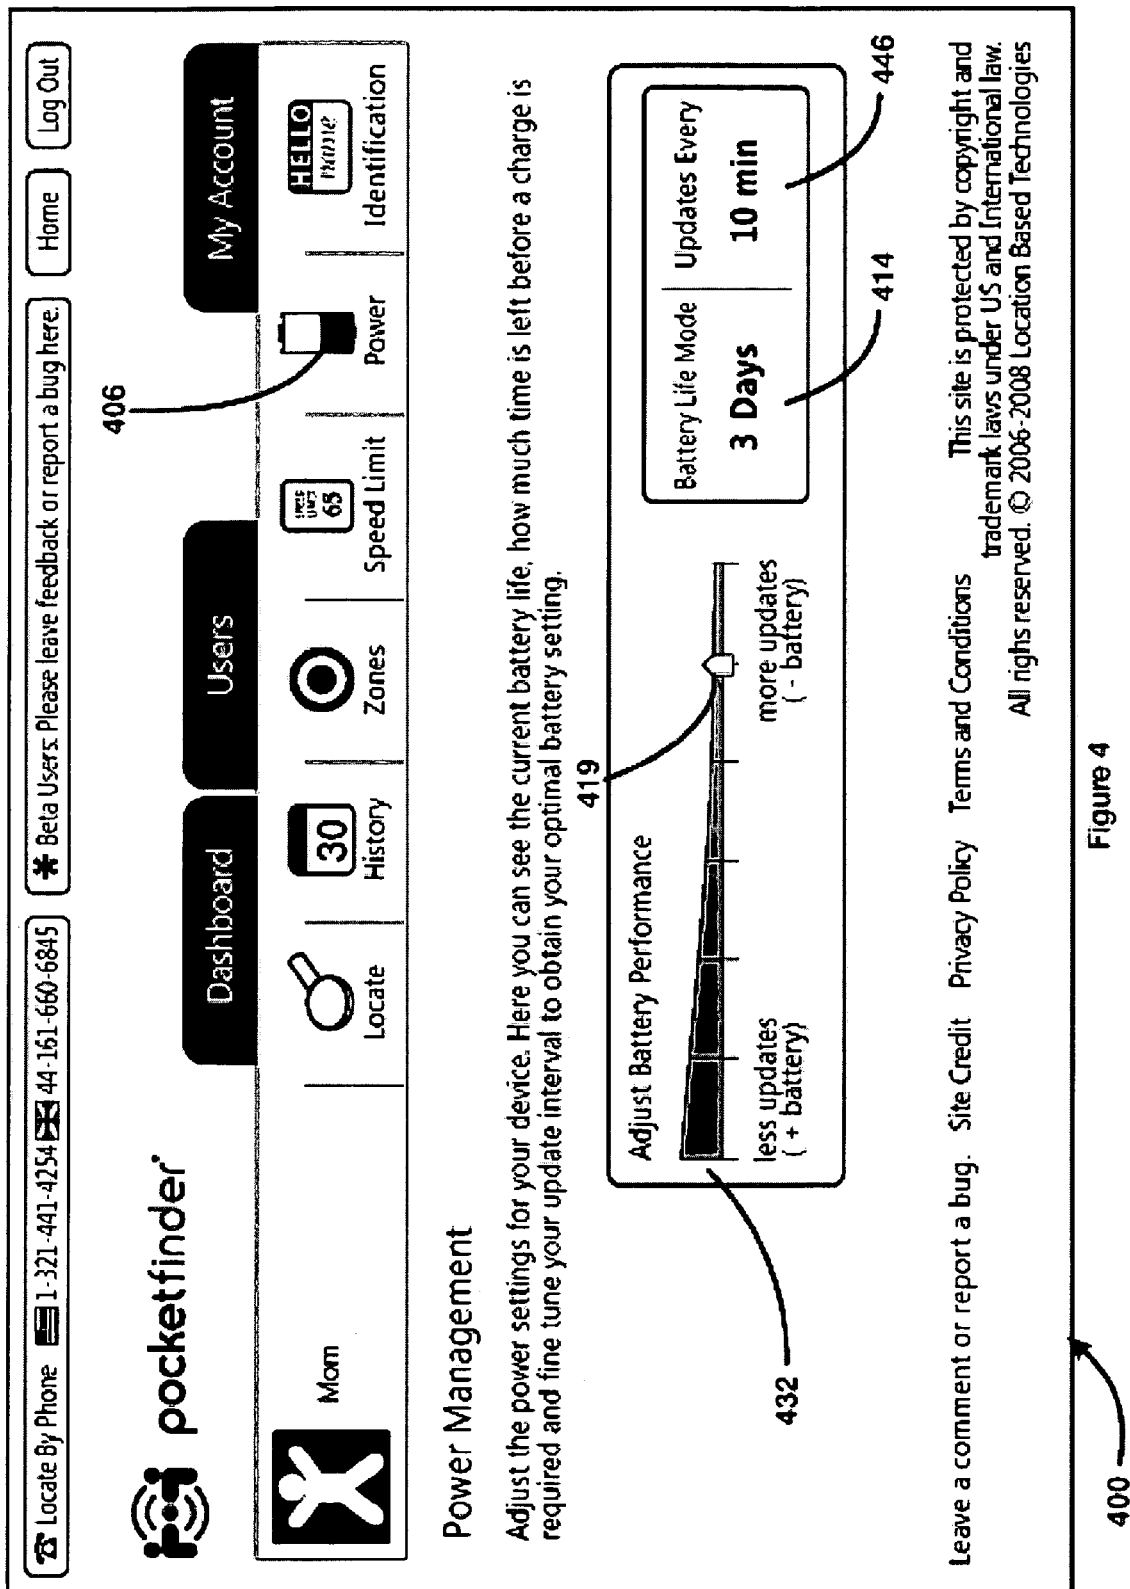 Locate By Phone 1-321-441-4254 44-161-660-6845
* Beta Users: Please leave feedback or report a bug here.
Home
Log Out
pocketfinder
406
Dashboard
Users
My Account
Mom
Locate
30
History
Zones
SPEED LIMIT 65
Speed Limit
Power
HELLO name
Identification
Power Management
Adjust the power settings for your device. Here you can see the current battery life, how much time is left before a charge is
required and fine tune your update interval to obtain your optimal battery setting.
419
Adjust Battery Performance
less updates
( + battery)
more updates
( - battery)
Battery Life Mode
3 Days
Updates Every
10 min
432
414
446
Leave a comment or report a bug. Site Credit Privacy Policy Terms and Conditions
This site is protected by copyright and
trademark laws under US and International law.
All righs reserved. © 2006-2008 Location Based Technologies
400
Figure 4